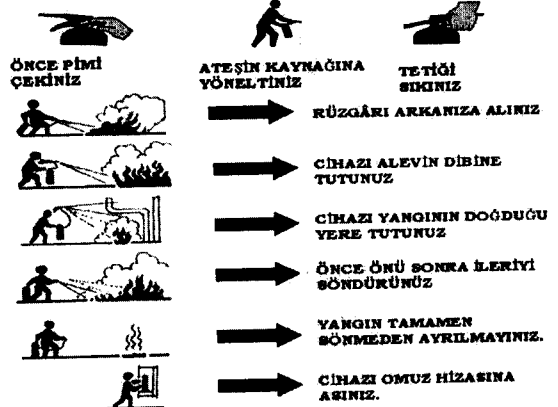 ÖNCE PİMİ
ÇEKİNİZ
ATEŞİN KAYNAĞINA
YÖNELTİNİZ
TETİĞİ
SIKINIZ
RÜZGÂRI ARKANIZA ALINIZ
CİHAZI ALEVİN DİBİNE
TUTUNUZ
CİHAZI YANGININ DOĞDUĞU
YERE TUTUNUZ
ÖNCE ÖNÜ SONRA İLERİYİ
SÖNDÜRÜNÜZ
YANGIN TAMAMEN
SÖNMEDEN AYRILMAYINIZ.
CİHAZI OMUZ HİZASINA
ASINIZ.